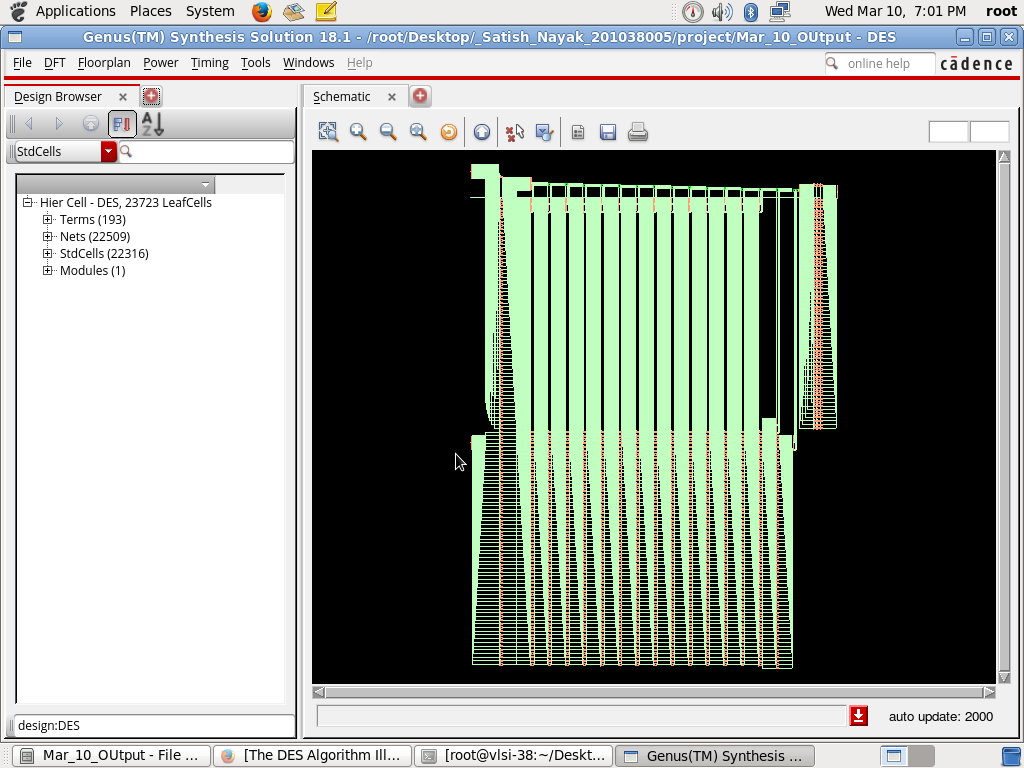 Applications Places System Wed Mar 10, 7:01 PM root
Genus(TM) Synthesis Solution 18.1 - /root/Desktop/_Satish_Nayak_201038005/project/Mar_10_OUtput - DES
File DFT Floorplan Power Timing Tools Windows Help online help cādence
Design Browser Schematic
StdCells
Hier Cell - DES, 23723 LeafCells
Terms (193)
Nets (22509)
StdCells (22316)
Modules (1)
design:DES auto update: 2000
Mar_10_OUtput - File ... [The DES Algorithm Ill... [root@vlsi-38:~/Deskt... Genus(TM) Synthesis ...